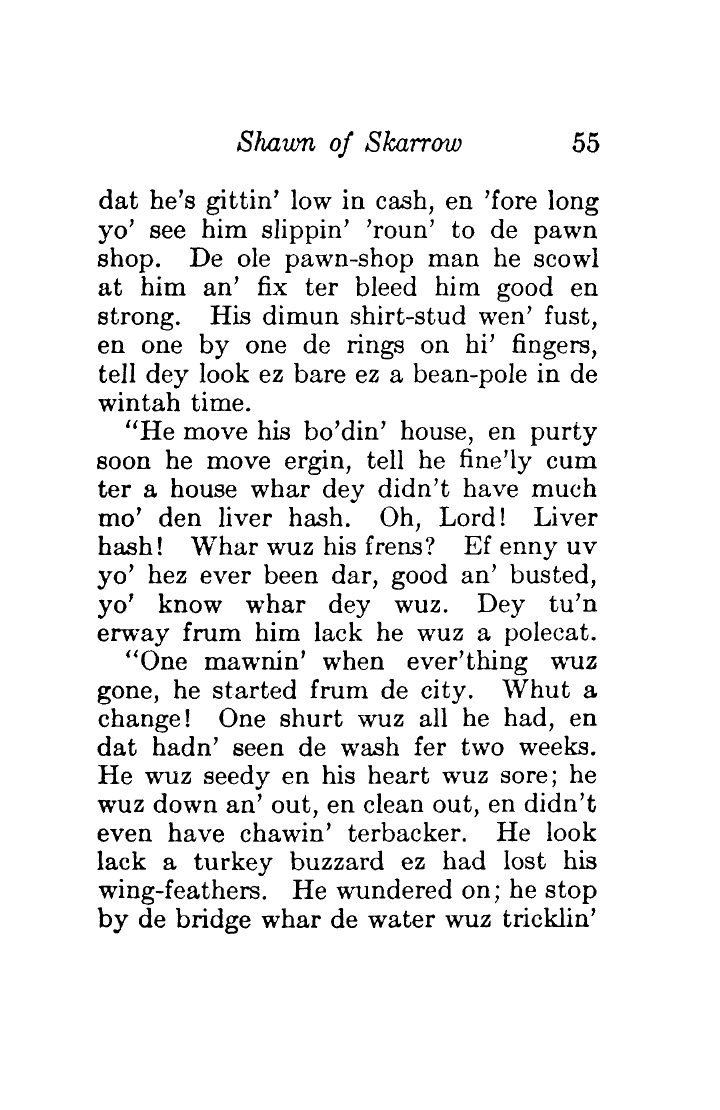 Shawn of Skarrow 55
dat he's gittin' low in cash, en 'fore long
yo' see him slippin' 'roun' to de pawn
shop. De ole pawn-shop man he scowl
at him an' fix ter bleed him good en
strong. His dimun shirt-stud wen' fust,
en one by one de rings on hi' fingers,
tell dey look ez bare ez a bean-pole in de
wintah time.
"He move his bo'din' house, en purty
soon he move ergin, tell he fine'ly cum
ter a house whar dey didn't have much
mo' den liver hash. Oh, Lord! Liver
hash! Whar wuz his frens? Ef enny uv
yo' hez ever been dar, good an' busted,
yo' know whar dey wuz. Dey tu'n
erway frum him lack he wuz a polecat.
"One mawnin' when ever'thing wuz
gone, he started frum de city. Whut a
change! One shurt wuz all he had, en
dat hadn' seen de wash fer two weeks.
He wuz seedy en his heart wuz sore; he
wuz down an' out, en clean out, en didn't
even have chawin' terbacker. He look
lack a turkey buzzard ez had lost his
wing-feathers. He wundered on; he stop
by de bridge whar de water wuz tricklin'